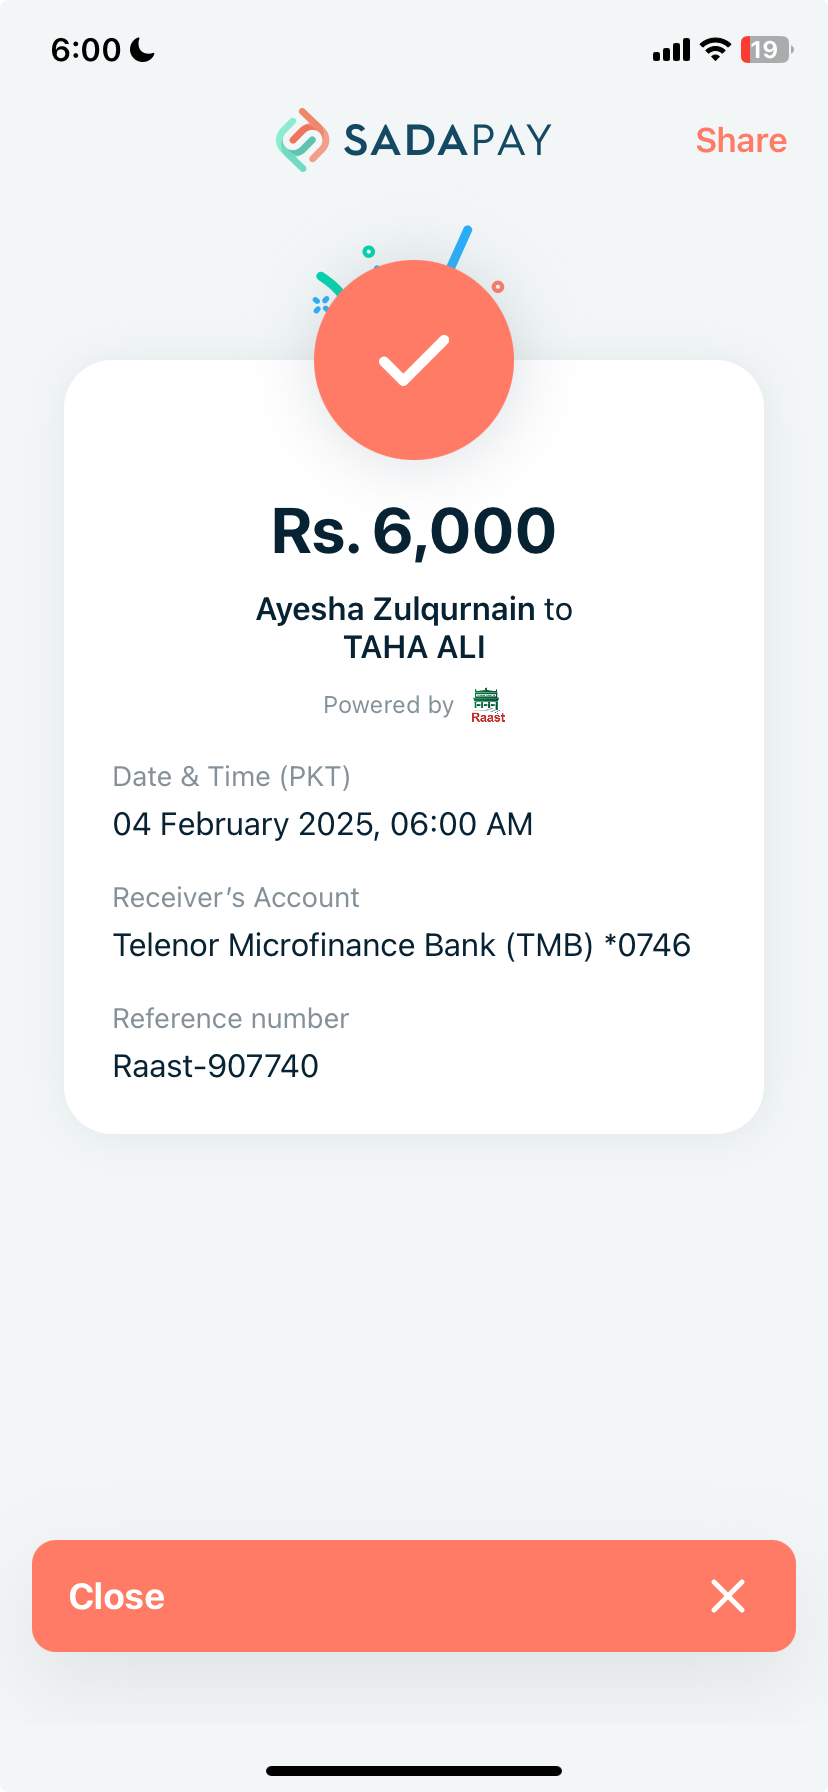 6:00
19
SADAPAY
Share
Rs. 6,000
Ayesha Zulqurnain to
TAHA ALI
Powered by Raast
Date & Time (PKT)
04 February 2025, 06:00 AM
Receiver’s Account
Telenor Microfinance Bank (TMB) *0746
Reference number
Raast-907740
Close